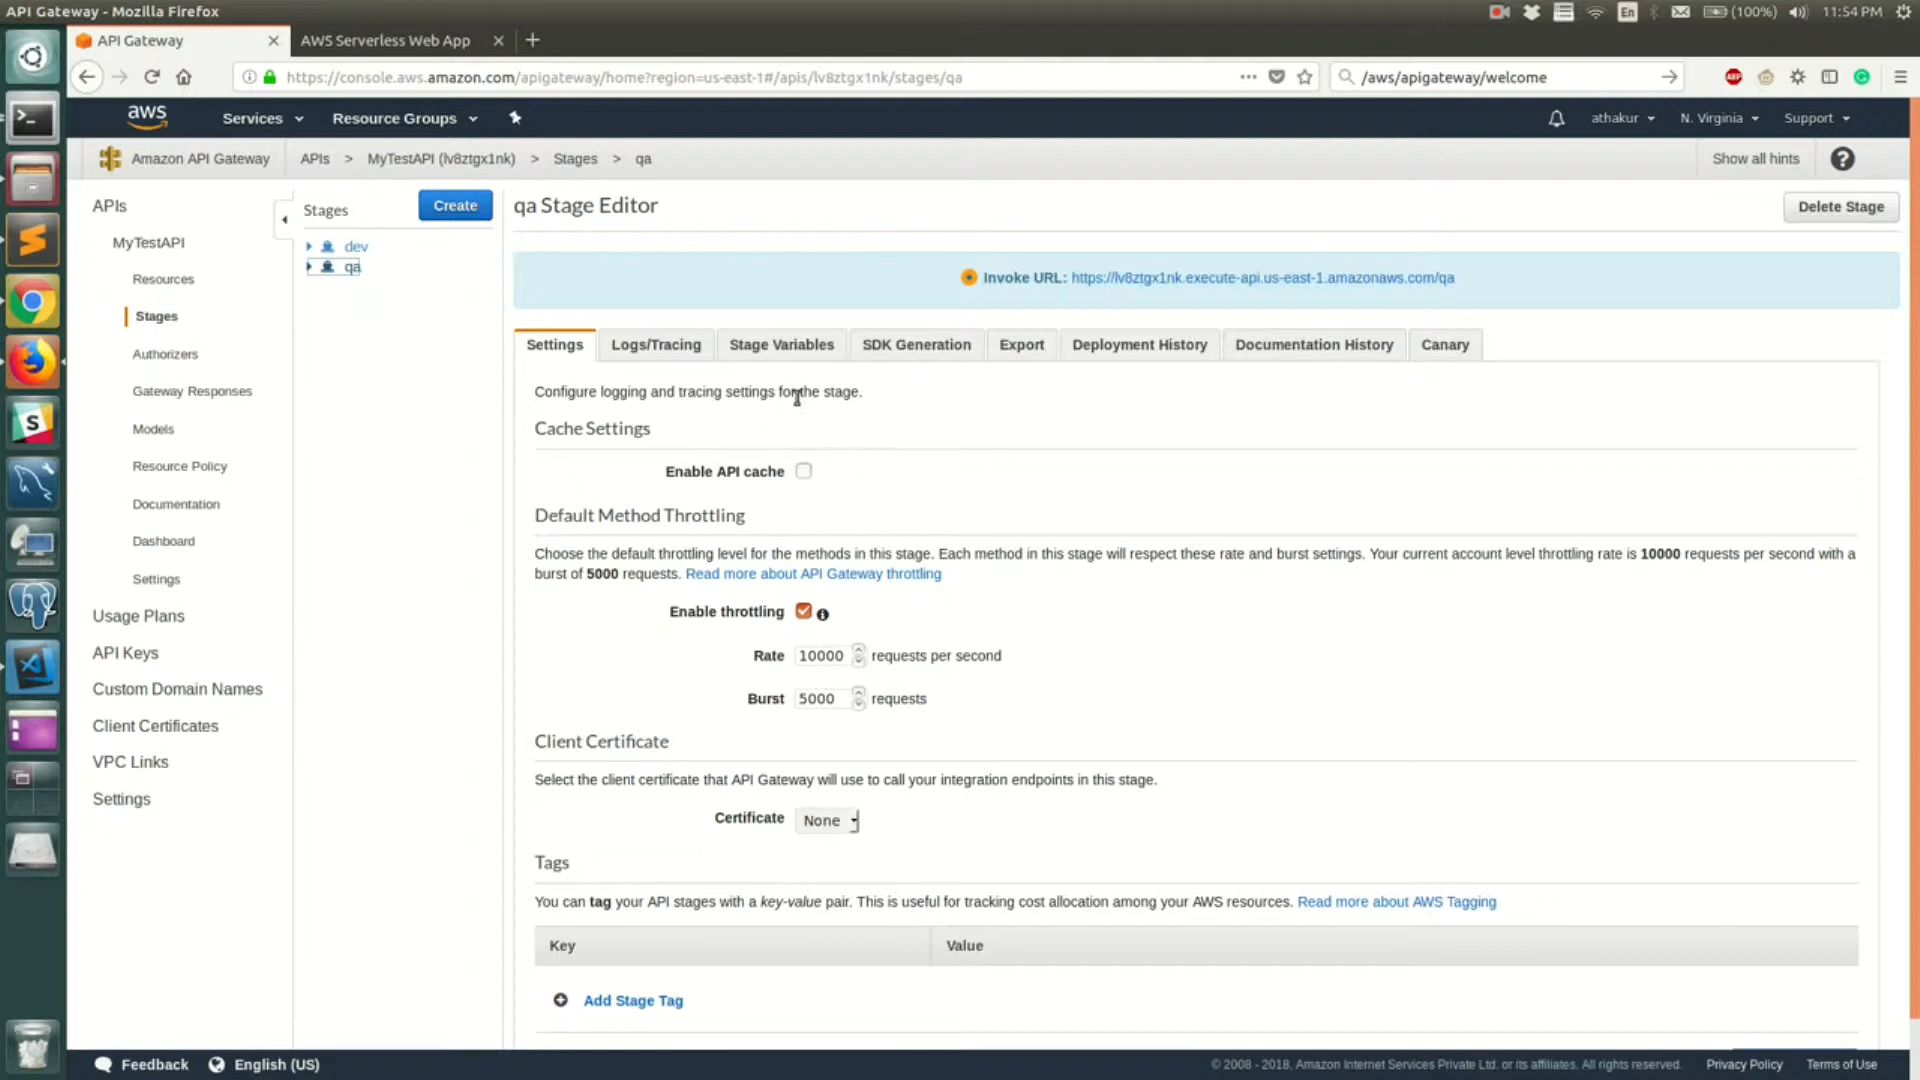 API Gateway - Mozilla Firefox
En
(100%)
11:54 PM
API Gateway
AWS Serverless Web App
https://console.aws.amazon.com/apigateway/home?region=us-east-1#/apis/lv8ztgx1nk/stages/qa
/aws/apigateway/welcome
ABP
aws
Services
Resource Groups
athakur
N. Virginia
Support
Amazon API Gateway
APIs > MyTestAPI (lv8ztgx1nk) > Stages > qa
Show all hints
APIs
MyTestAPI
Resources
Stages
Authorizers
Gateway Responses
Models
Resource Policy
Documentation
Dashboard
Settings
Usage Plans
API Keys
Custom Domain Names
Client Certificates
VPC Links
Settings
Stages
Create
dev
qa
qa Stage Editor
Delete Stage
Invoke URL: https://lv8ztgx1nk.execute-api.us-east-1.amazonaws.com/qa
Settings
Logs/Tracing
Stage Variables
SDK Generation
Export
Deployment History
Documentation History
Canary
Configure logging and tracing settings for the stage.
Cache Settings
Enable API cache
Default Method Throttling
Choose the default throttling level for the methods in this stage. Each method in this stage will respect these rate and burst settings. Your current account level throttling rate is 10000 requests per second with a
burst of 5000 requests. Read more about API Gateway throttling
Enable throttling
Rate 10000 requests per second
Burst 5000 requests
Client Certificate
Select the client certificate that API Gateway will use to call your integration endpoints in this stage.
Certificate None
Tags
You can tag your API stages with a key-value pair. This is useful for tracking cost allocation among your AWS resources. Read more about AWS Tagging
Key
Value
Add Stage Tag
Feedback
English (US)
© 2008 - 2018, Amazon Internet Services Private Ltd. or its affiliates. All rights reserved.
Privacy Policy
Terms of Use